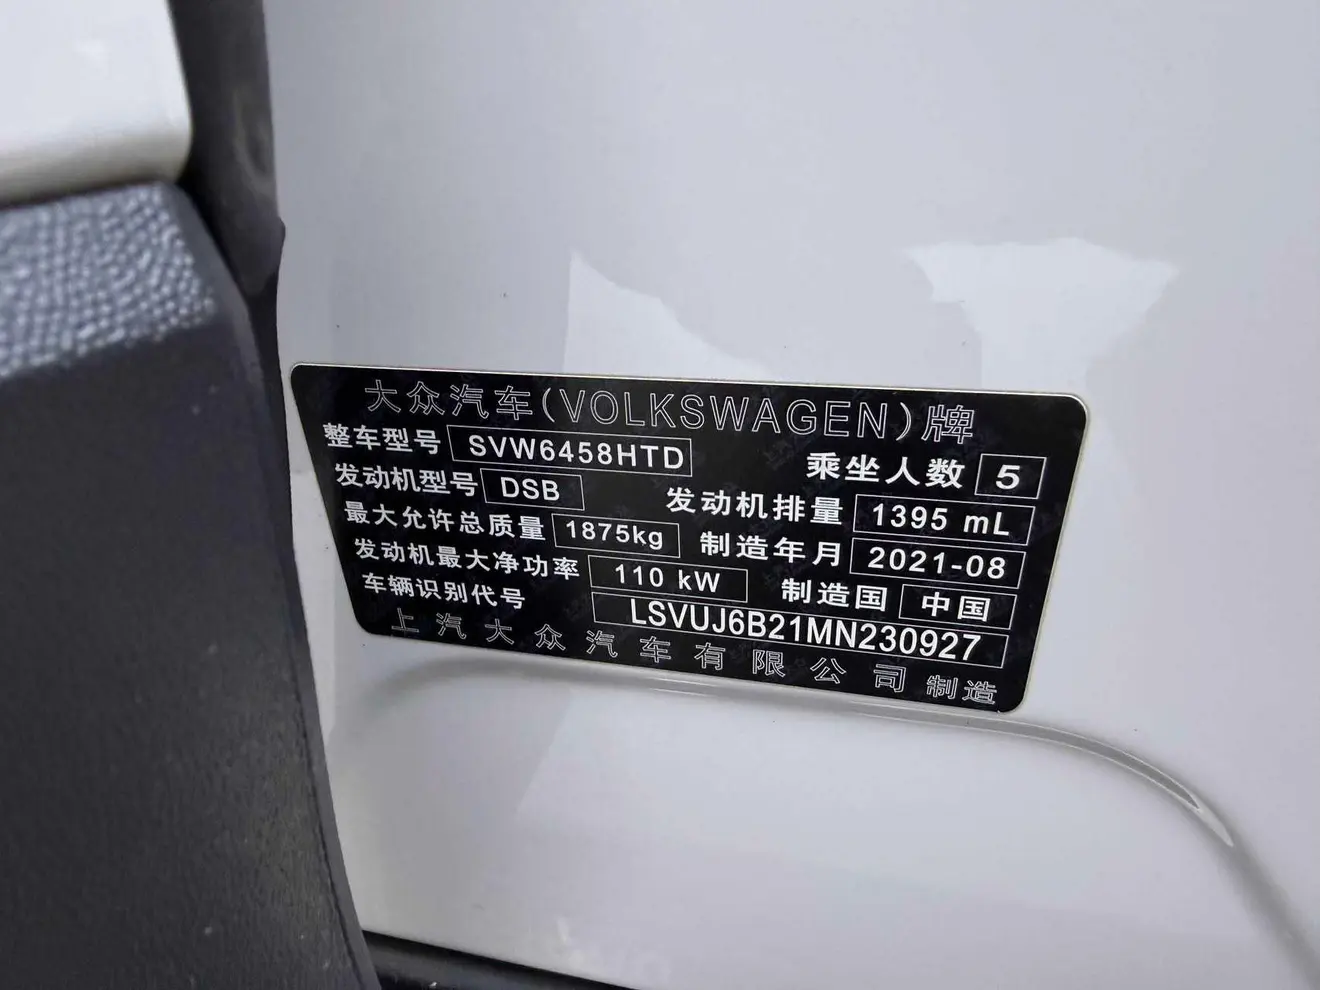 大众汽车(VOLKSWAGEN)牌
整车型号 SVW6458HTD 乘坐人数 5
发动机型号 DSB 发动机排量 1395 mL
最大允许总质量 1875kg 制造年月 2021-08
发动机最大净功率 110 kW 制造国 中国
车辆识别代号 LSVUJ6B21MN230927
上汽大众汽车有限公司 制造